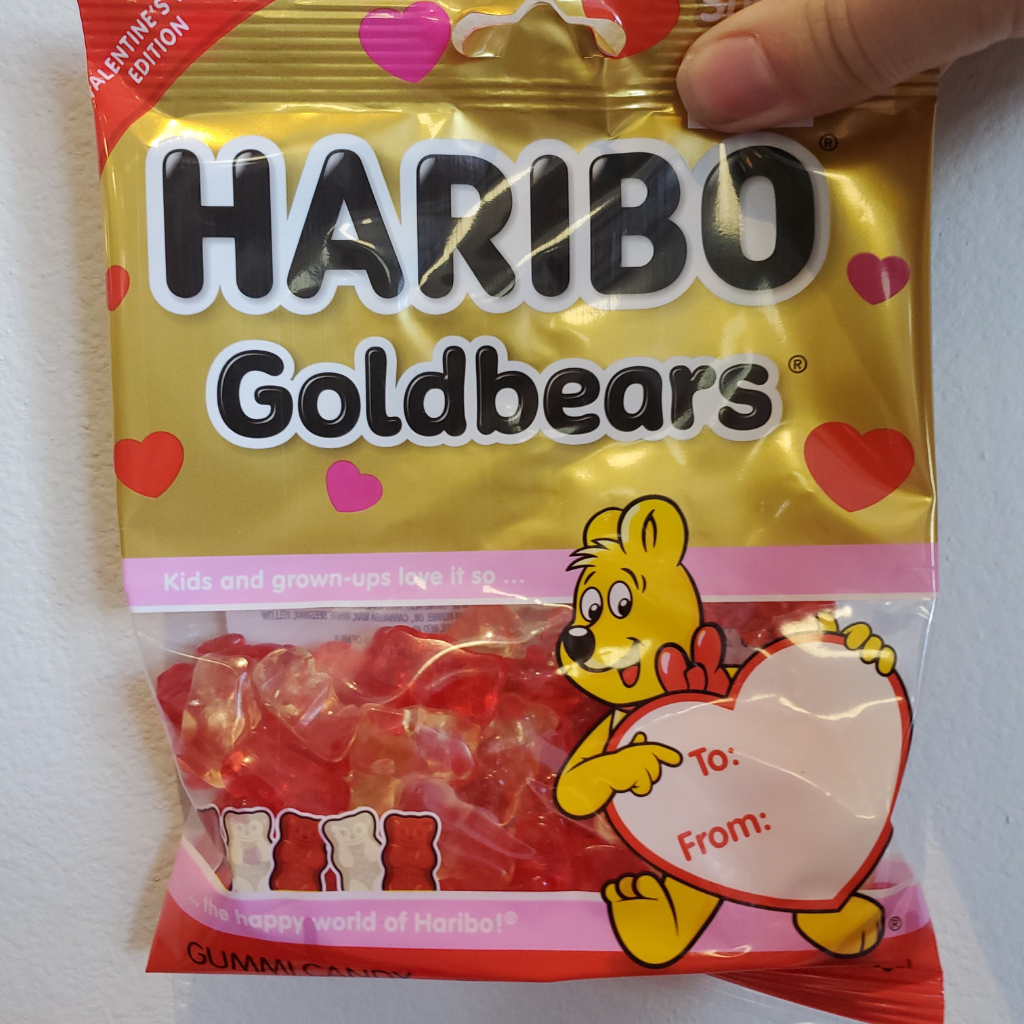 VALENTINE'S
EDITION
HARIBO®
Goldbears®
Kids and grown-ups love it so ...
To:
From:
... the happy world of Haribo!®
GUMMI CANDY